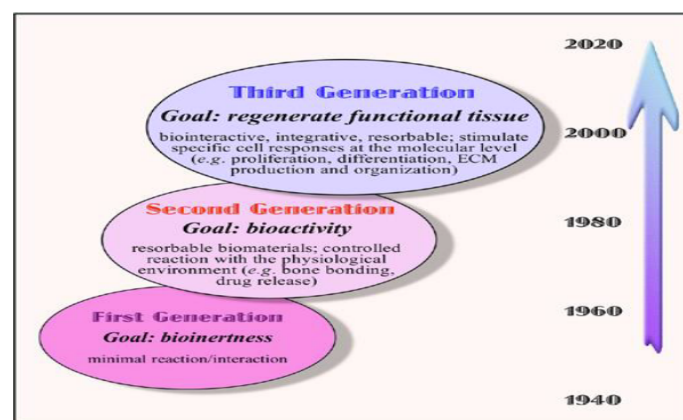 2020
Third Generation
Goal: regenerate functional tissue
2000
biointeractive, integrative, resorbable; stimulate
specific cell responses at the molecular level
(e.g. proliferation, differentiation, ECM
production and organization)
Second Generation
1980
Goal: bioactivity
resorbable biomaterials; controlled
reaction with the physiological
environment (e.g. bone bonding,
drug release)
First Generation
1960
Goal: bioinertness
minimal reaction/interaction
1940